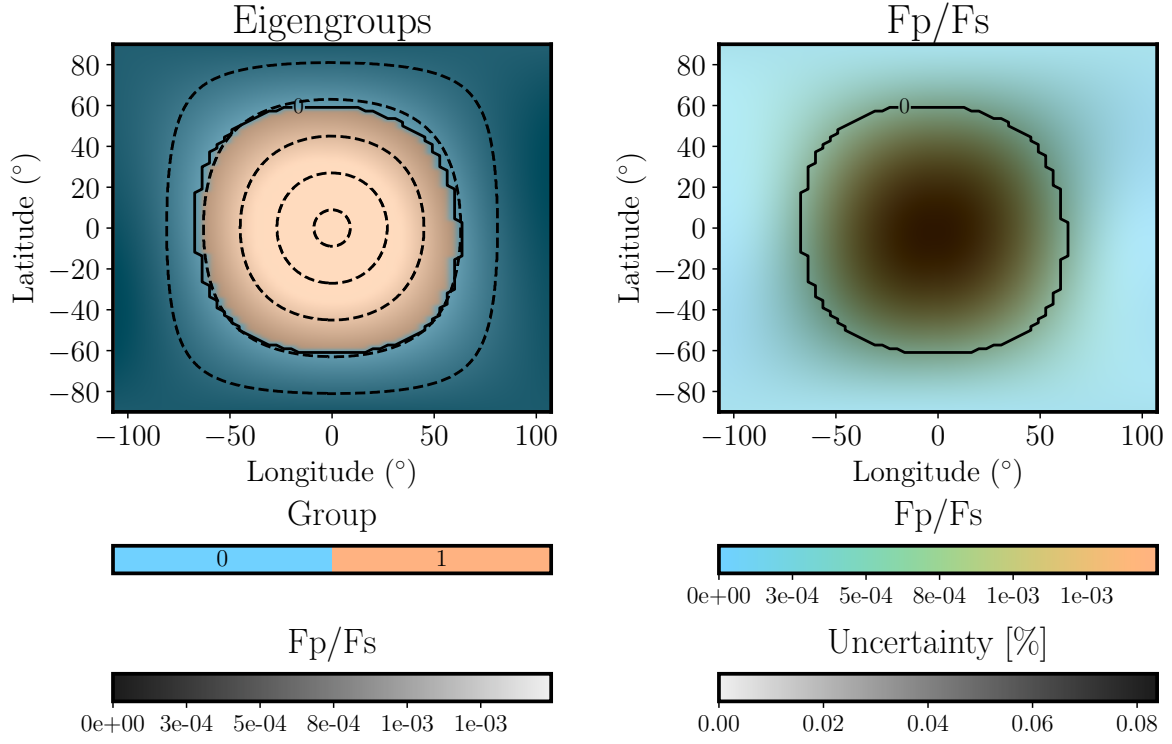 Eigengroups
Fp/Fs
80
60
40
20
0
−20
−40
−60
−80
Latitude (°)
0
−100 −50 0 50 100
Longitude (°)
80
60
40
20
0
−20
−40
−60
−80
Latitude (°)
0
−100 −50 0 50 100
Longitude (°)
Group
0 1
Fp/Fs
0e+00 3e-04 5e-04 8e-04 1e-03 1e-03
Fp/Fs
0e+00 3e-04 5e-04 8e-04 1e-03 1e-03
Uncertainty [%]
0.00 0.02 0.04 0.06 0.08